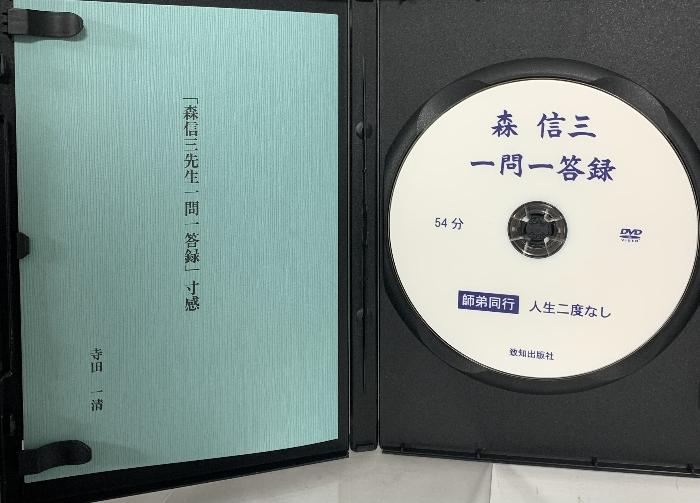 「森信三先生一問一答録」寸感
寺田 一清
森 信三
一問一答録
54分
DVD
VIDEO
師弟同行 人生二度なし
致知出版社